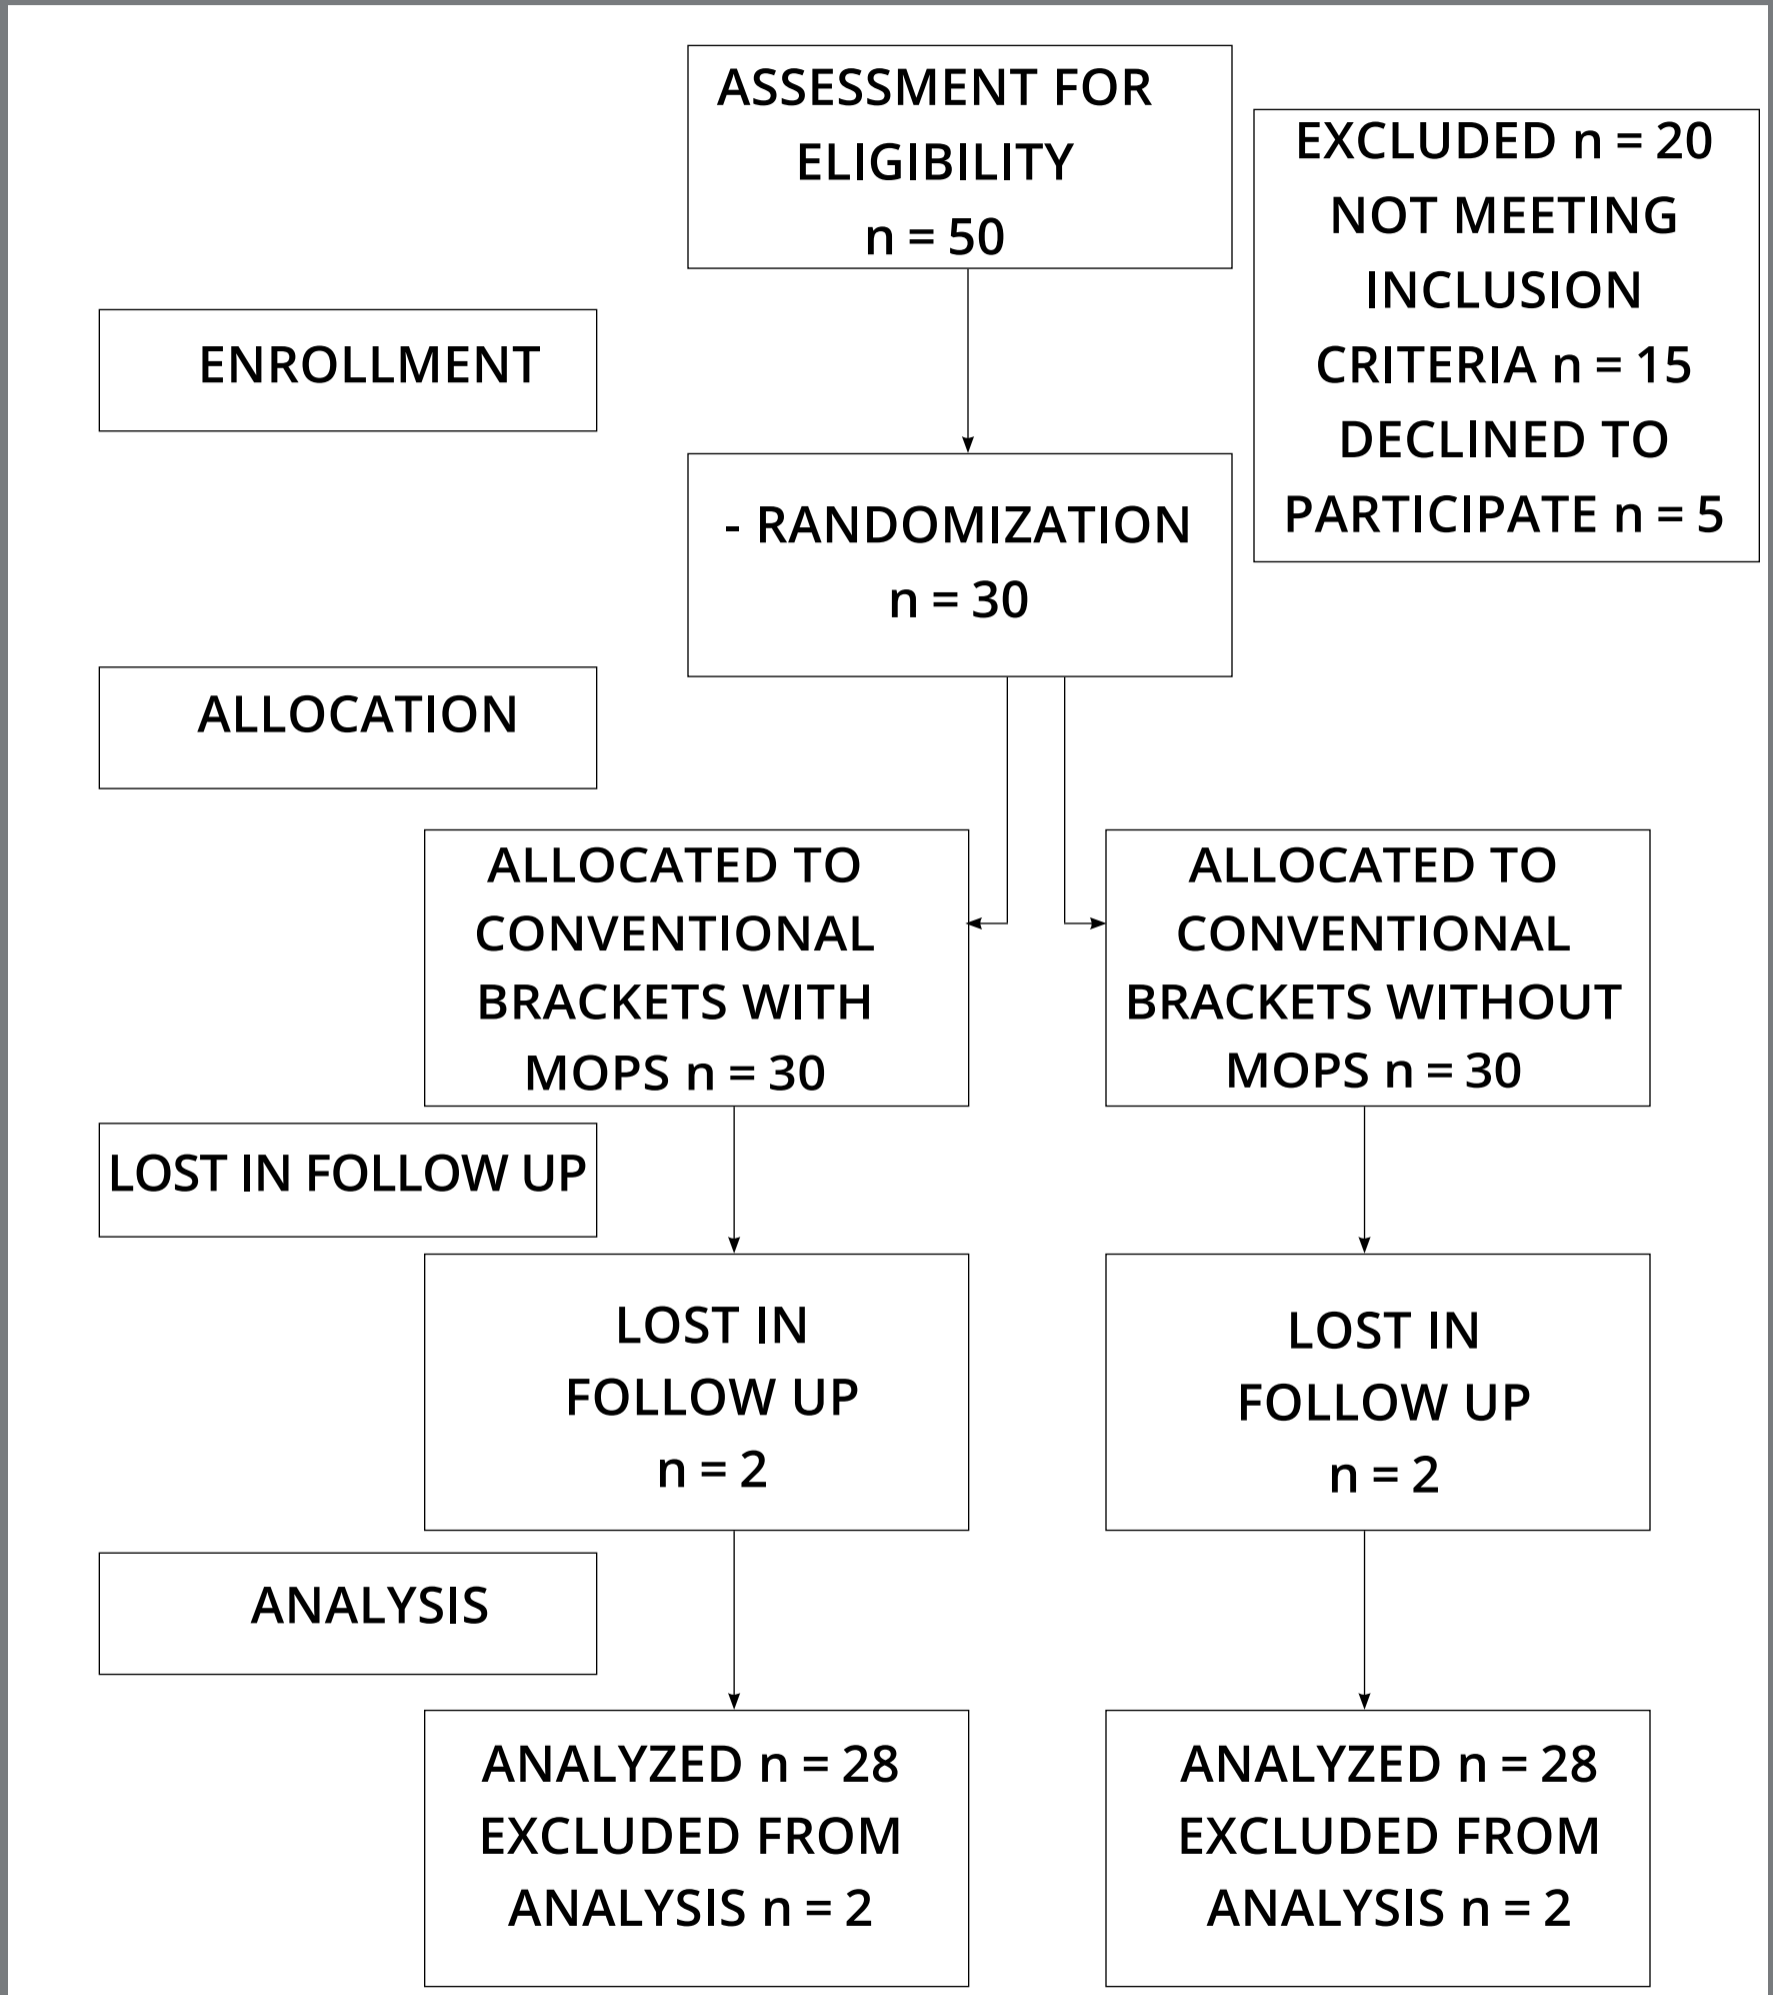 ASSESSMENT FOR
ELIGIBILITY
n = 50
EXCLUDED n = 20
NOT MEETING
INCLUSION
CRITERIA n = 15
DECLINED TO
PARTICIPATE n = 5
ENROLLMENT
- RANDOMIZATION
n = 30
ALLOCATION
ALLOCATED TO
CONVENTIONAL
BRACKETS WITH
MOPS n = 30
ALLOCATED TO
CONVENTIONAL
BRACKETS WITHOUT
MOPS n = 30
LOST IN FOLLOW UP
LOST IN
FOLLOW UP
n = 2
LOST IN
FOLLOW UP
n = 2
ANALYSIS
ANALYZED n = 28
EXCLUDED FROM
ANALYSIS n = 2
ANALYZED n = 28
EXCLUDED FROM
ANALYSIS n = 2